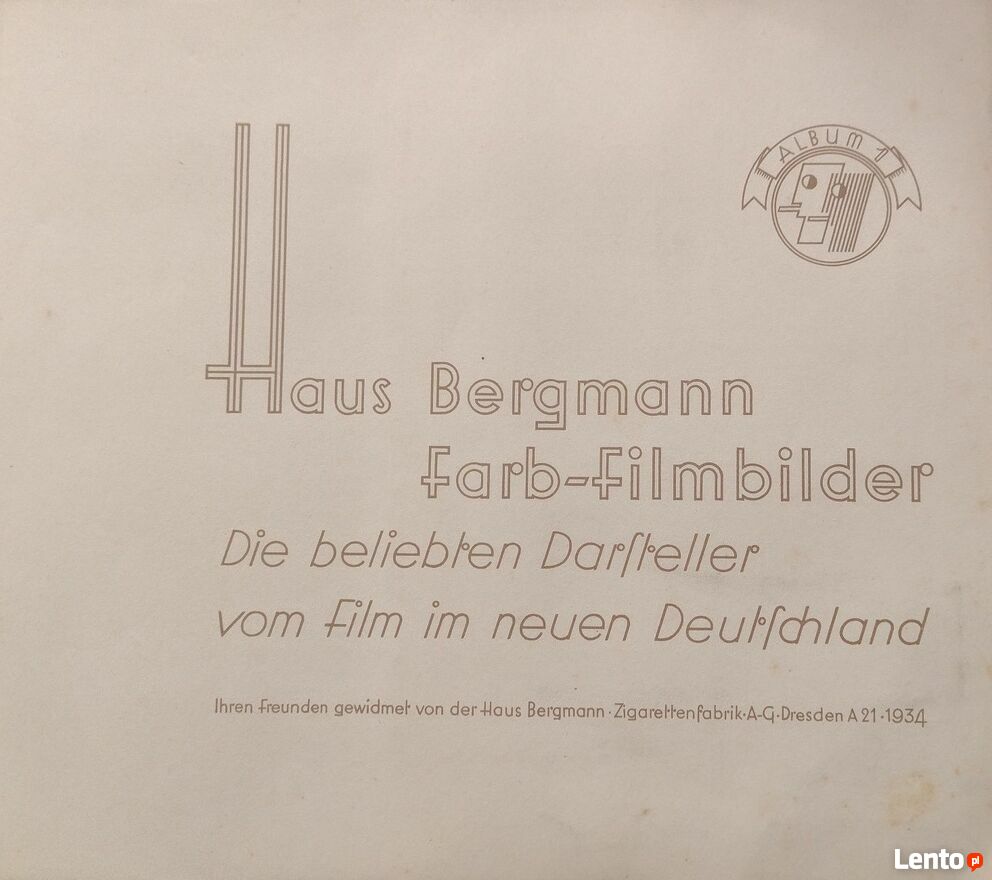 ALBUM 1
Haus Bergmann
Farb-Filmbilder
Die beliebten Darſteller
vom Film im neuen Deutſchland
Ihren Freunden gewidmet von der Haus Bergmann·Zigarettenfabrik·A-G·Dresden A 21·1934
Lento pl